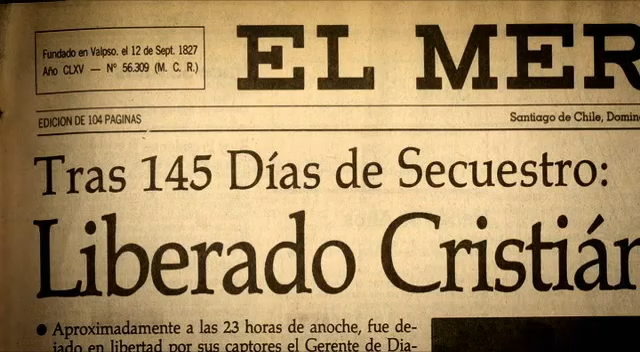 Fundado en Valpso. el 12 de Sept. 1827
Año CLXV — Nº 56.309 (M. C. R.)
EL MER
EDICION DE 104 PAGINAS
Santiago de Chile, Domin
Tras 145 Días de Secuestro:
Liberado Cristián
● Aproximadamente a las 23 horas de anoche, fue de-
jado en libertad por sus captores el Gerente de Dia-